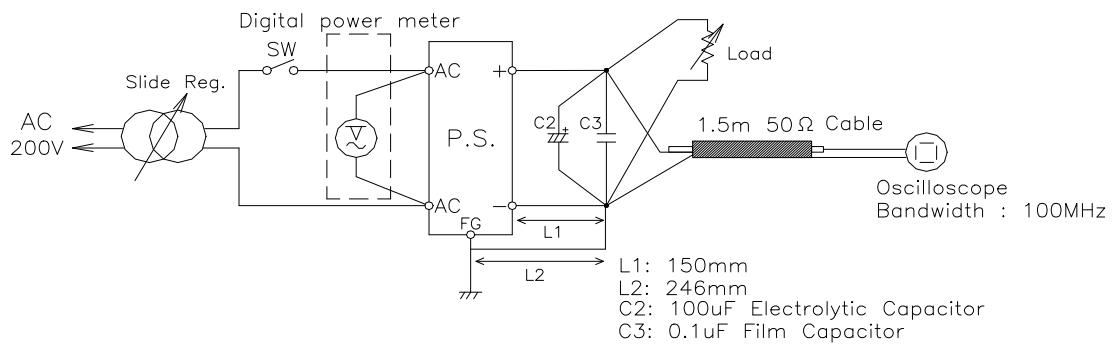 Digital power meter
SW
Slide Reg.
AC
200V
V
AC
AC
P.S.
+
−
FG
C2
+
C3
Load
1.5m 50Ω Cable
Oscilloscope
Bandwidth : 100MHz
L1
L2
L1: 150mm
L2: 246mm
C2: 100uF Electrolytic Capacitor
C3: 0.1uF Film Capacitor